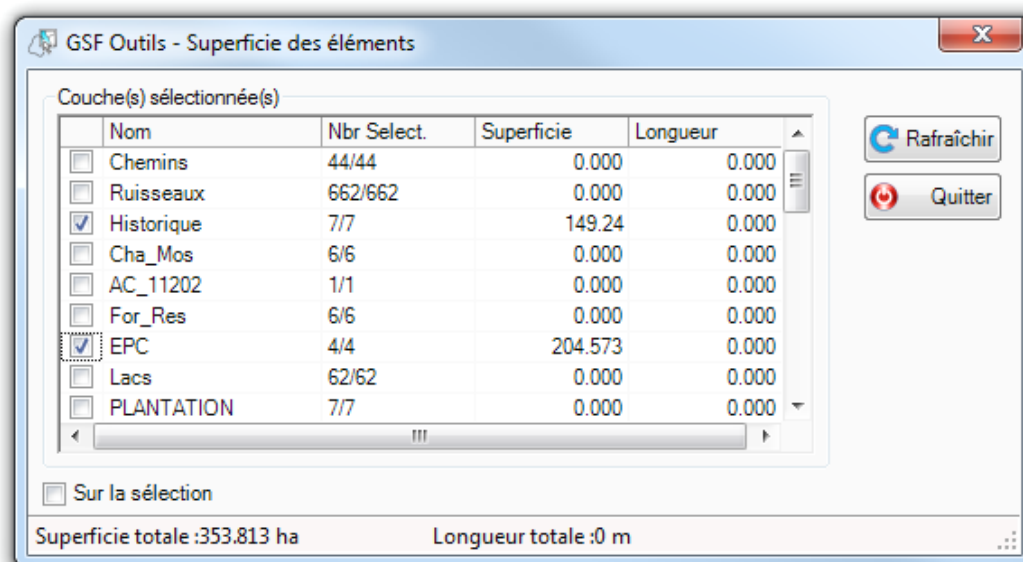 GSF Outils - Superficie des éléments
Couche(s) sélectionnée(s)
Nom Nbr Select. Superficie Longueur
Chemins 44/44 0.000 0.000
Ruisseaux 662/662 0.000 0.000
Historique 7/7 149.24 0.000
Cha_Mos 6/6 0.000 0.000
AC_11202 1/1 0.000 0.000
For_Res 6/6 0.000 0.000
EPC 4/4 204.573 0.000
Lacs 62/62 0.000 0.000
PLANTATION 7/7 0.000 0.000
Rafraîchir
Quitter
Sur la sélection
Superficie totale :353.813 ha Longueur totale :0 m